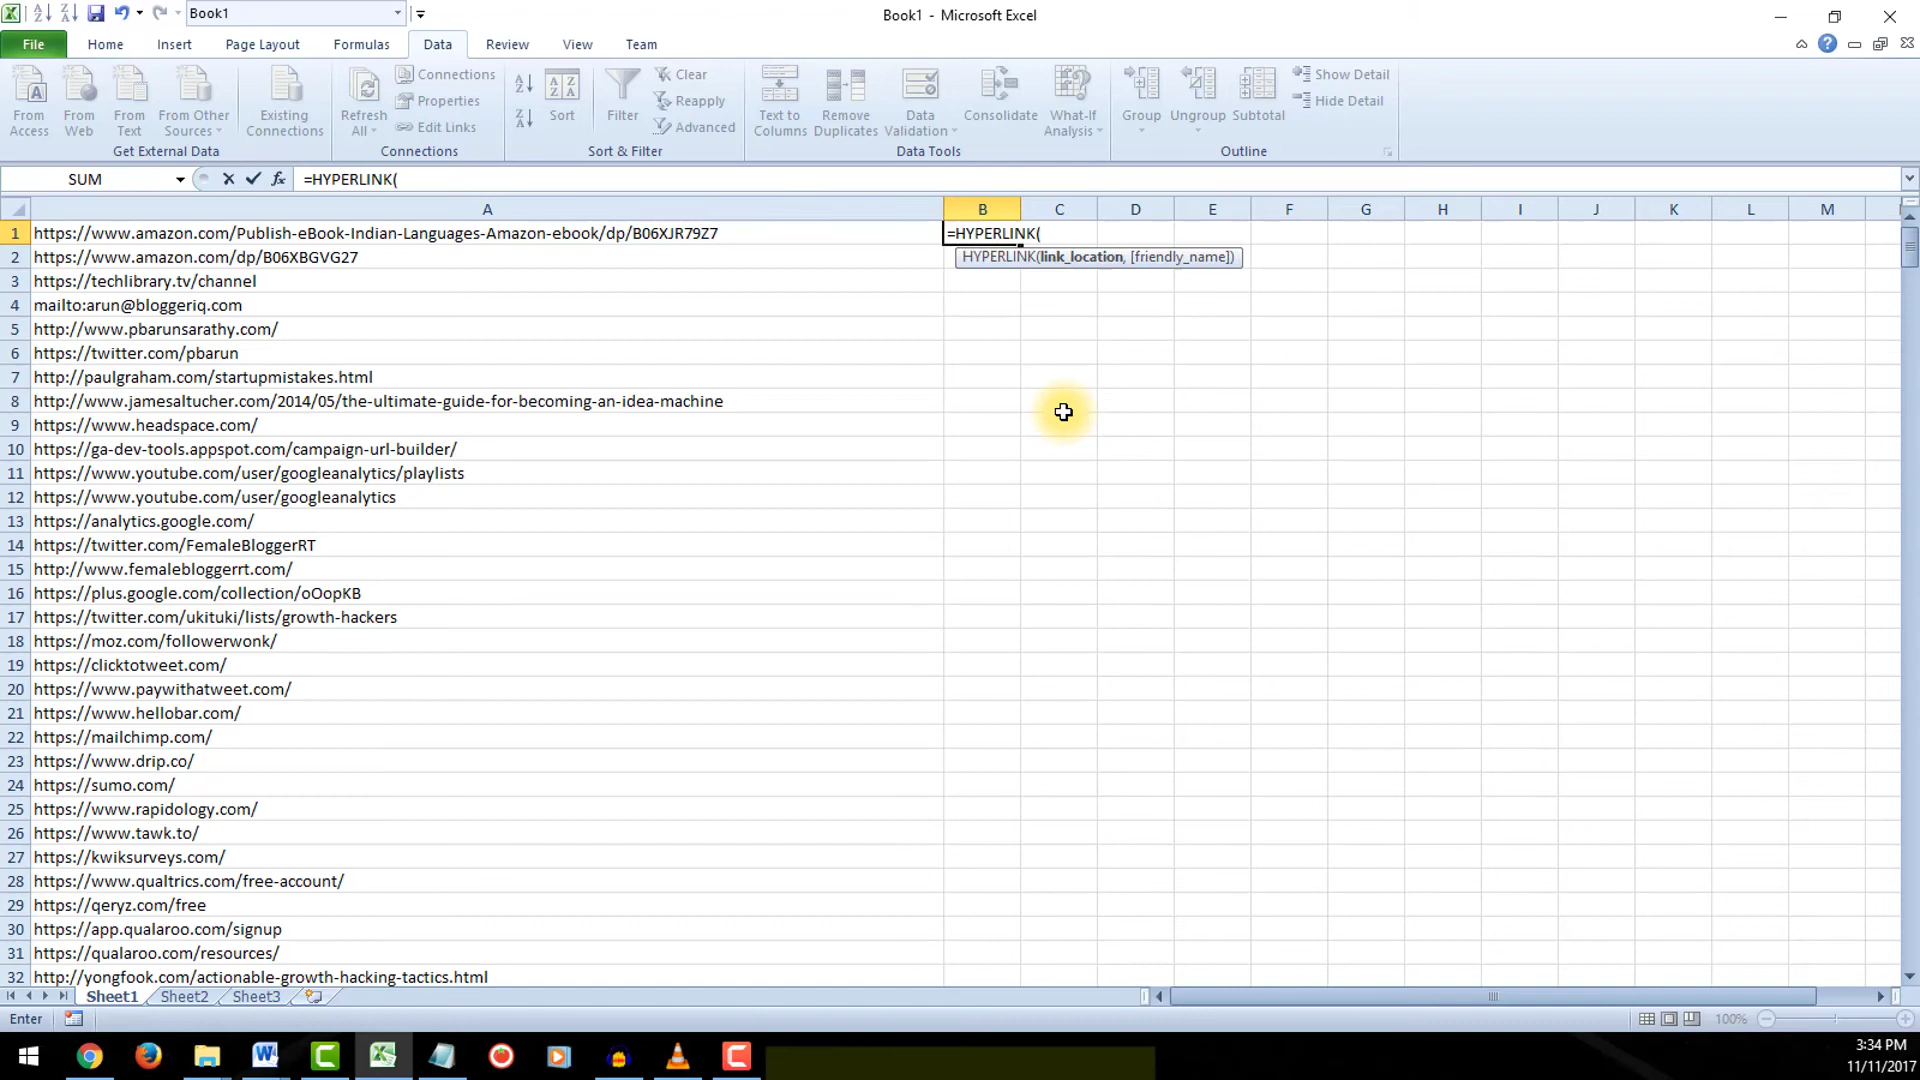 Book1
Book1 - Microsoft Excel
File Home Insert Page Layout Formulas Data Review View Team
From Access
From Web
From Text
From Other Sources
Existing Connections
Get External Data
Refresh All
Connections
Properties
Edit Links
Connections
Sort
Filter
Clear
Reapply
Advanced
Sort & Filter
Text to Columns
Remove Duplicates
Data Validation
Consolidate
What-If Analysis
Data Tools
Group
Ungroup
Subtotal
Show Detail
Hide Detail
Outline
SUM fx =HYPERLINK(
A B C D E F G H I J K L M
1 https://www.amazon.com/Publish-eBook-Indian-Languages-Amazon-ebook/dp/B06XJR79Z7 =HYPERLINK(
HYPERLINK(link_location, [friendly_name])
2 https://www.amazon.com/dp/B06XBGVG27
3 https://techlibrary.tv/channel
4 mailto:arun@bloggeriq.com
5 http://www.pbarunsarathy.com/
6 https://twitter.com/pbarun
7 http://paulgraham.com/startupmistakes.html
8 http://www.jamesaltucher.com/2014/05/the-ultimate-guide-for-becoming-an-idea-machine
9 https://www.headspace.com/
10 https://ga-dev-tools.appspot.com/campaign-url-builder/
11 https://www.youtube.com/user/googleanalytics/playlists
12 https://www.youtube.com/user/googleanalytics
13 https://analytics.google.com/
14 https://twitter.com/FemaleBloggerRT
15 http://www.femalebloggerrt.com/
16 https://plus.google.com/collection/oOopKB
17 https://twitter.com/ukituki/lists/growth-hackers
18 https://moz.com/followerwonk/
19 https://clicktotweet.com/
20 https://www.paywithatweet.com/
21 https://www.hellobar.com/
22 https://mailchimp.com/
23 https://www.drip.co/
24 https://sumo.com/
25 https://www.rapidology.com/
26 https://www.tawk.to/
27 https://kwiksurveys.com/
28 https://www.qualtrics.com/free-account/
29 https://qeryz.com/free
30 https://app.qualaroo.com/signup
31 https://qualaroo.com/resources/
32 http://yongfook.com/actionable-growth-hacking-tactics.html
Sheet1 Sheet2 Sheet3
Enter 100%
3:34 PM
11/11/2017